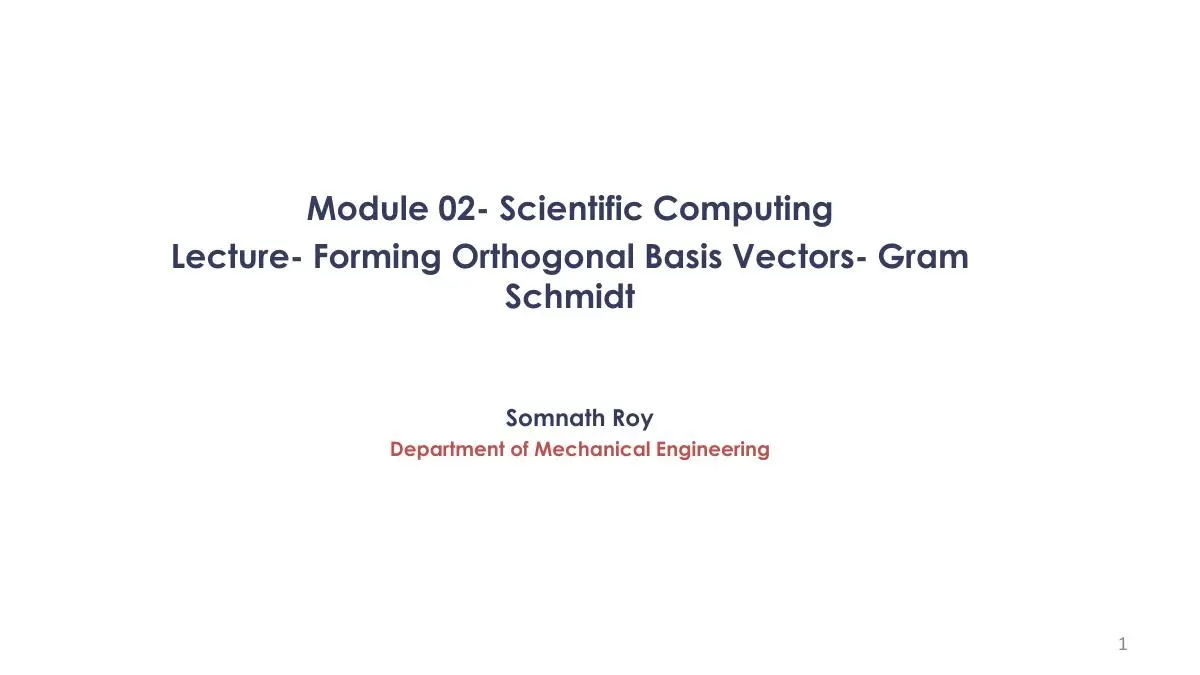 Module 02- Scientific Computing
Lecture- Forming Orthogonal Basis Vectors- Gram
Schmidt
Somnath Roy
Department of Mechanical Engineering
1